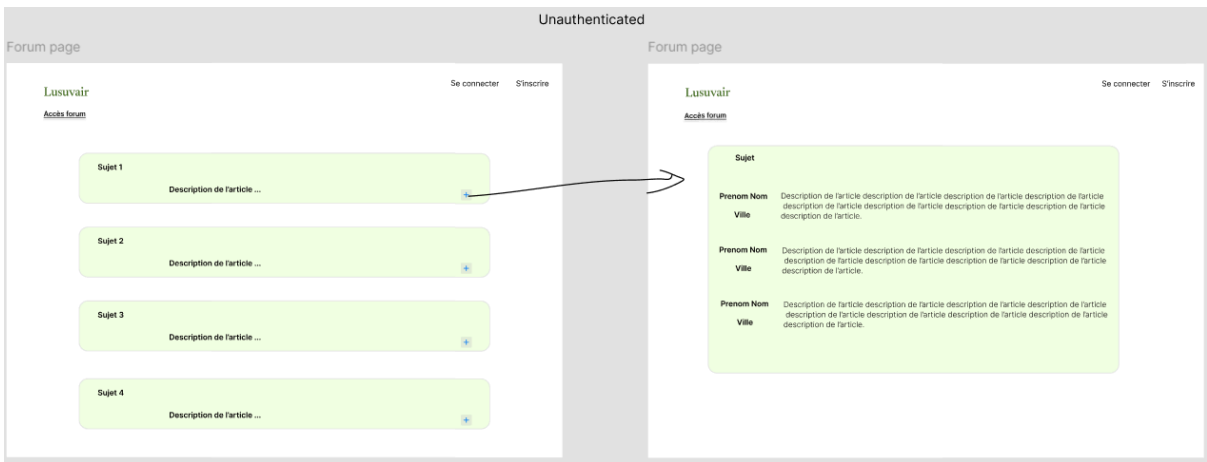 Unauthenticated
Forum page
Se connecter S'inscrire
Lusuvair
Accès forum
Sujet 1
Description de l'article ...
+
Sujet 2
Description de l'article ...
+
Sujet 3
Description de l'article ...
+
Sujet 4
Description de l'article ...
+
Forum page
Se connecter S'inscrire
Lusuvair
Accès forum
Sujet
Prenom Nom
Ville
Description de l'article description de l'article description de l'article description de l'article
description de l'article description de l'article description de l'article description de l'article
description de l'article.
Prenom Nom
Ville
Description de l'article description de l'article description de l'article description de l'article
description de l'article description de l'article description de l'article description de l'article
description de l'article.
Prenom Nom
Ville
Description de l'article description de l'article description de l'article description de l'article
description de l'article description de l'article description de l'article description de l'article
description de l'article.